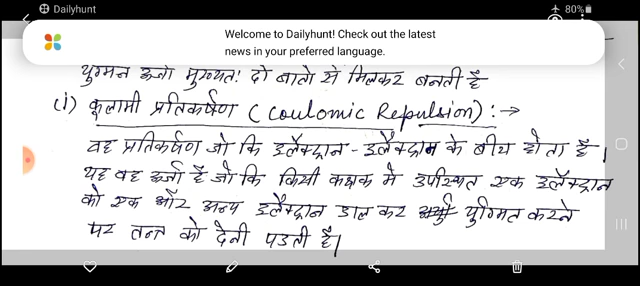 Dailyhunt
80%
Welcome to Dailyhunt! Check out the latest
news in your preferred language.
युग्मन ऊर्जा मुख्यतः दो बातो से मिलकर बनती है
(i) कूलामी प्रतिकर्षण (Coulomic Repulsion) :→
वह प्रतिकर्षण जो कि इलैक्ट्रान - इलैक्ट्रान के बीच होता है।
यह वह ऊर्जा है जो कि किसी कक्षक मे उपस्थित एक इलैक्ट्रान
को एक और अन्य इलैक्ट्रान डाल कर युग्मित करने
पर तन्त्र को देनी पडती है।